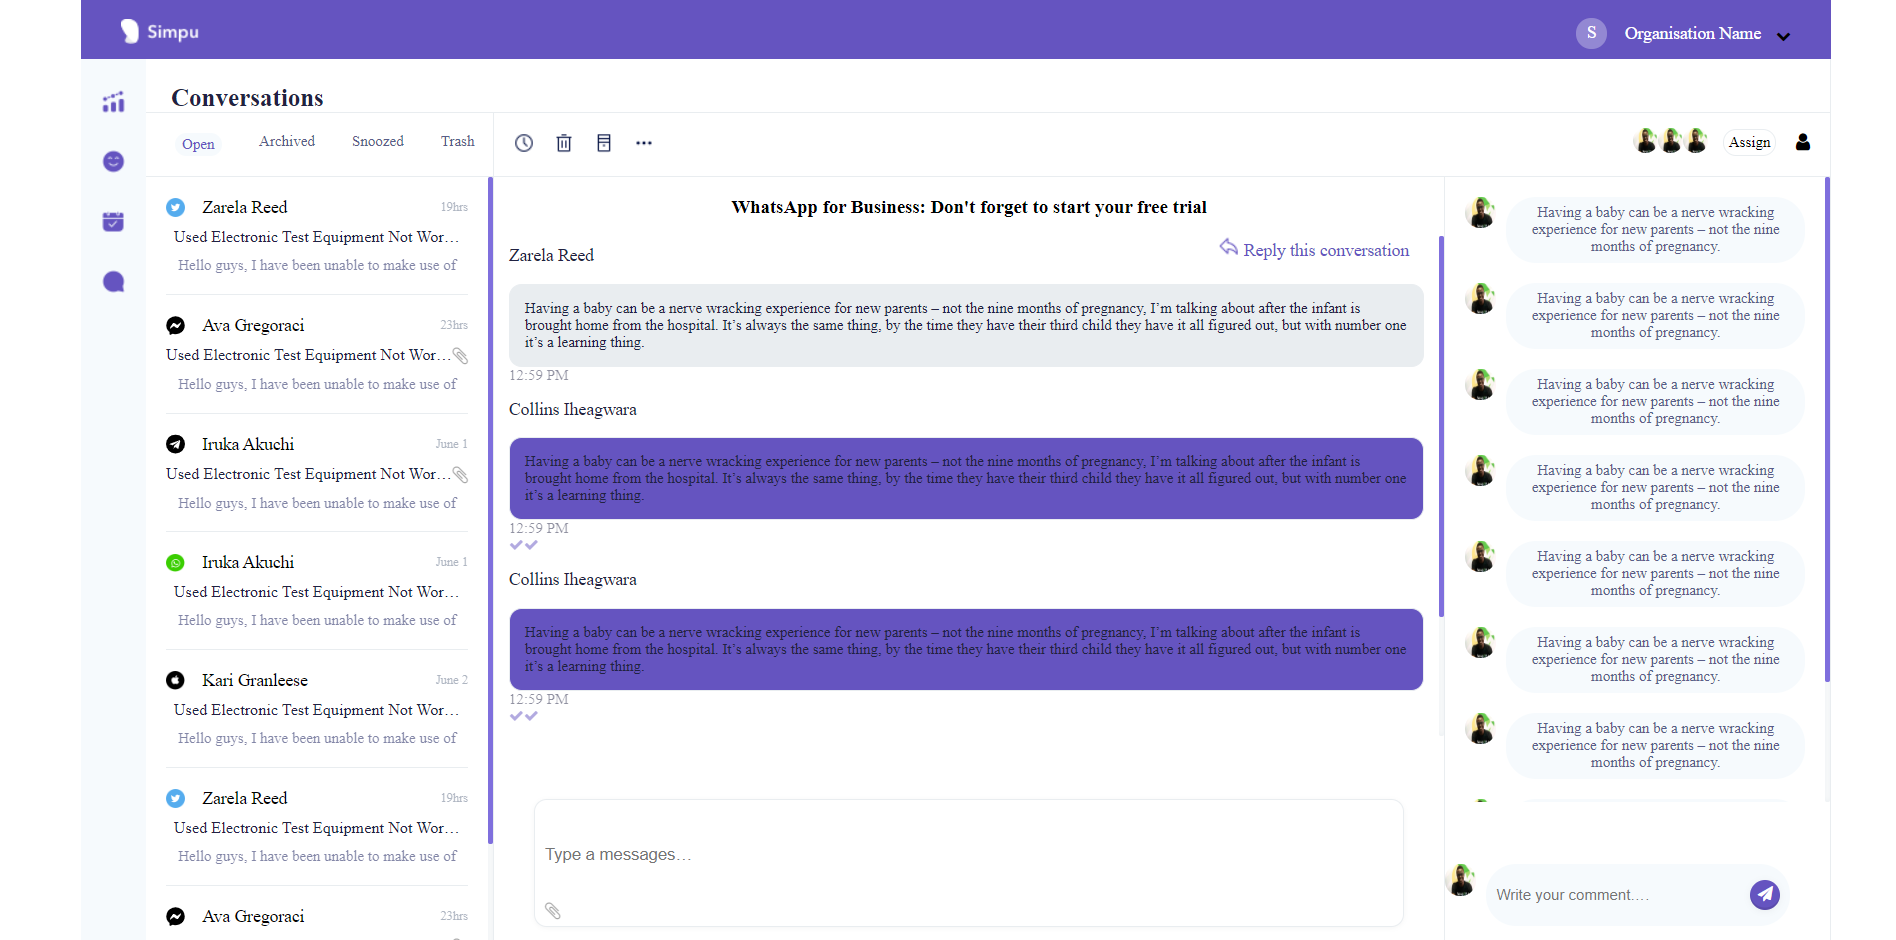 Simpu
S Organisation Name
Conversations
Open Archived Snoozed Trash
Assign
Zarela Reed 19hrs
Used Electronic Test Equipment Not Wor…
Hello guys, I have been unable to make use of
Ava Gregoraci 23hrs
Used Electronic Test Equipment Not Wor…
Hello guys, I have been unable to make use of
Iruka Akuchi June 1
Used Electronic Test Equipment Not Wor…
Hello guys, I have been unable to make use of
Iruka Akuchi June 1
Used Electronic Test Equipment Not Wor…
Hello guys, I have been unable to make use of
Kari Granleese June 2
Used Electronic Test Equipment Not Wor…
Hello guys, I have been unable to make use of
Zarela Reed 19hrs
Used Electronic Test Equipment Not Wor…
Hello guys, I have been unable to make use of
Ava Gregoraci 23hrs
WhatsApp for Business: Don't forget to start your free trial
Zarela Reed
Reply this conversation
Having a baby can be a nerve wracking experience for new parents – not the nine months of pregnancy, I’m talking about after the infant is
brought home from the hospital. It’s always the same thing, by the time they have their third child they have it all figured out, but with number one
it’s a learning thing.
12:59 PM
Collins Iheagwara
Having a baby can be a nerve wracking experience for new parents – not the nine months of pregnancy, I’m talking about after the infant is
brought home from the hospital. It’s always the same thing, by the time they have their third child they have it all figured out, but with number one
it’s a learning thing.
12:59 PM
Collins Iheagwara
Having a baby can be a nerve wracking experience for new parents – not the nine months of pregnancy, I’m talking about after the infant is
brought home from the hospital. It’s always the same thing, by the time they have their third child they have it all figured out, but with number one
it’s a learning thing.
12:59 PM
Type a messages…
Having a baby can be a nerve wracking
experience for new parents – not the nine
months of pregnancy.
Having a baby can be a nerve wracking
experience for new parents – not the nine
months of pregnancy.
Having a baby can be a nerve wracking
experience for new parents – not the nine
months of pregnancy.
Having a baby can be a nerve wracking
experience for new parents – not the nine
months of pregnancy.
Having a baby can be a nerve wracking
experience for new parents – not the nine
months of pregnancy.
Having a baby can be a nerve wracking
experience for new parents – not the nine
months of pregnancy.
Having a baby can be a nerve wracking
experience for new parents – not the nine
months of pregnancy.
Write your comment….